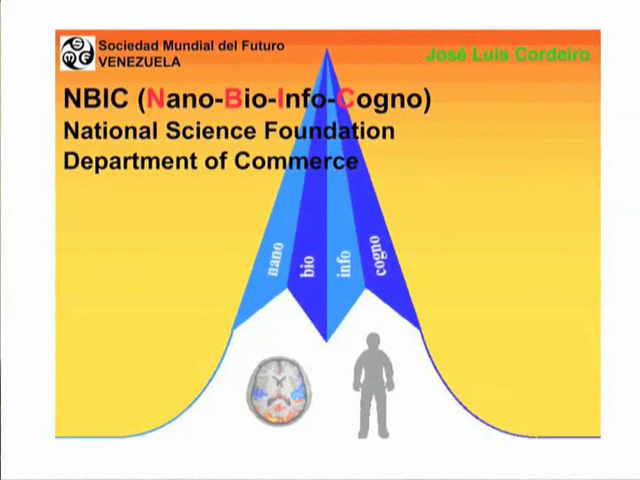 Sociedad Mundial del Futuro
VENEZUELA
José Luis Cordeiro
NBIC (Nano-Bio-Info-Cogno)
National Science Foundation
Department of Commerce
nano
bio
info
cogno